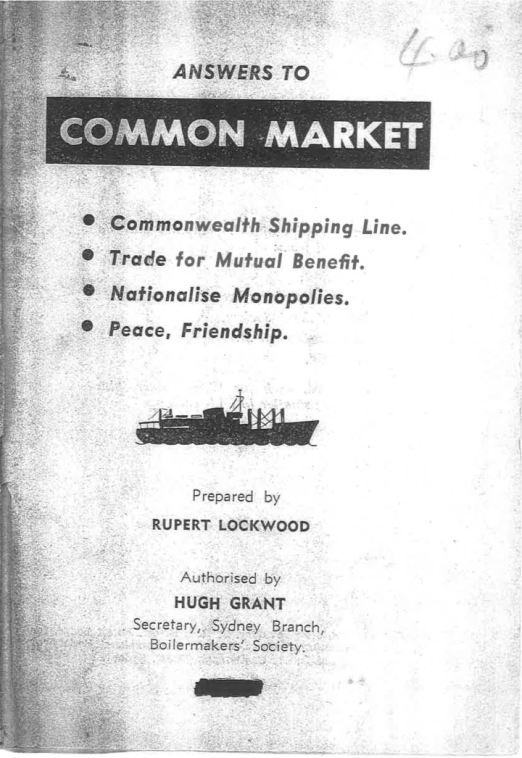 4.00
ANSWERS TO
COMMON MARKET
• Commonwealth Shipping Line.
• Trade for Mutual Benefit.
• Nationalise Monopolies.
• Peace, Friendship.
Prepared by
RUPERT LOCKWOOD
Authorised by
HUGH GRANT
Secretary, Sydney Branch,
Boilermakers' Society.